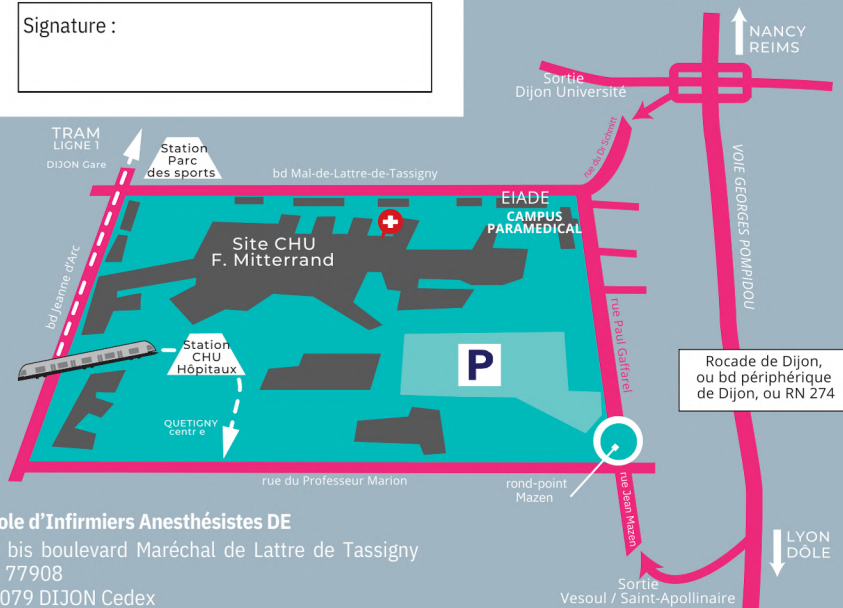 Signature :
NANCY
REIMS
Sortie
Dijon Université
TRAM
LIGNE 1
DIJON Gare
Station
Parc
des sports
rue du Dr Schmitt
bd Mal-de-Lattre-de-Tassigny
EIADE
CAMPUS
PARAMEDICAL
VOIE GEORGES POMPIDOU
Site CHU
F. Mitterrand
bd Jeanne d'Arc
rue Paul Gaffarel
Station
CHU
Hôpitaux
P
Rocade de Dijon,
ou bd périphérique
de Dijon, ou RN 274
QUETIGNY
centr e
rue du Professeur Marion
rond-point
Mazen
rue Jean Mazen
ole d'Infirmiers Anesthésistes DE
bis boulevard Maréchal de Lattre de Tassigny
77908
079 DIJON Cedex
LYON
DÔLE
Sortie
Vesoul / Saint-Apollinaire